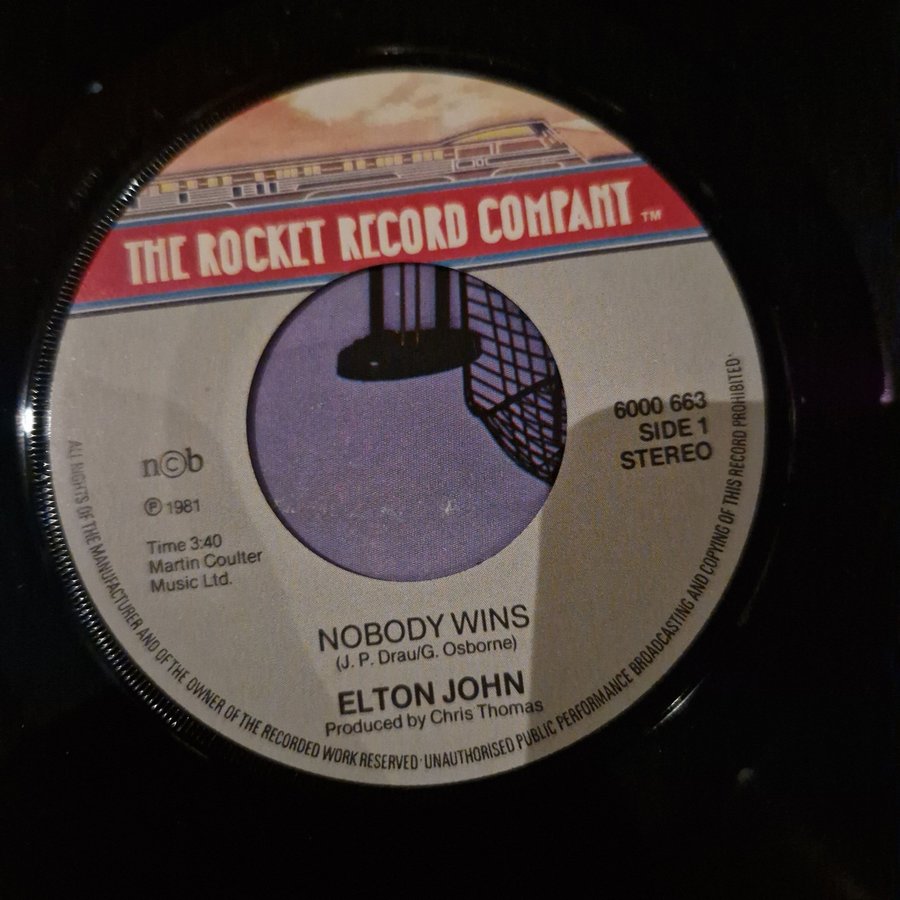 THE ROCKET RECORD COMPANY ™
6000 663
SIDE 1
STEREO
n©b
℗ 1981
Time 3:40
Martin Coulter
Music Ltd.
NOBODY WINS
(J. P. Drau/G. Osborne)
ELTON JOHN
Produced by Chris Thomas
ALL RIGHTS OF THE MANUFACTURER AND OF THE OWNER OF THE RECORDED WORK RESERVED · UNAUTHORISED PUBLIC PERFORMANCE BROADCASTING AND COPYING OF THIS RECORD PROHIBITED ·